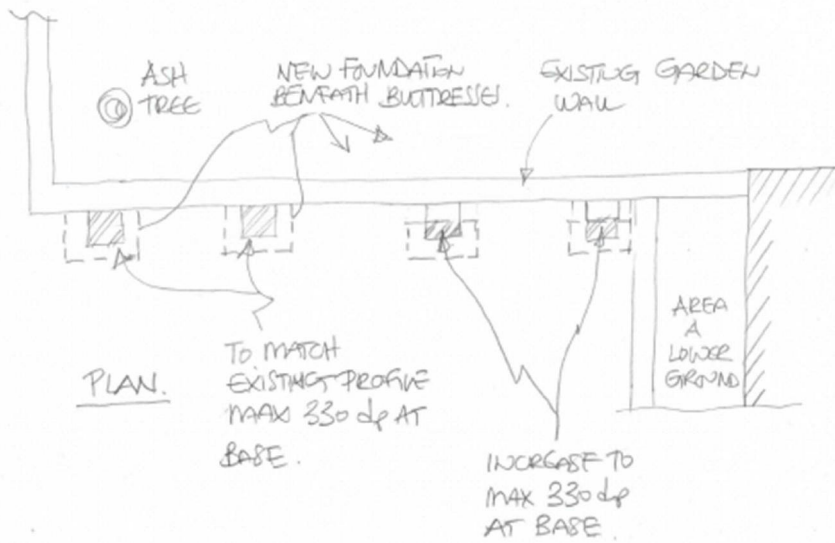 ASH
TREE
NEW FOUNDATION
BENEATH BUTTRESSES.
EXISTING GARDEN
WALL
AREA
A
LOWER
GROUND
PLAN.
TO MATCH
EXISTING PROFILE
MAX 330 dp AT
BASE.
INCREASE TO
MAX 330 dp
AT BASE.